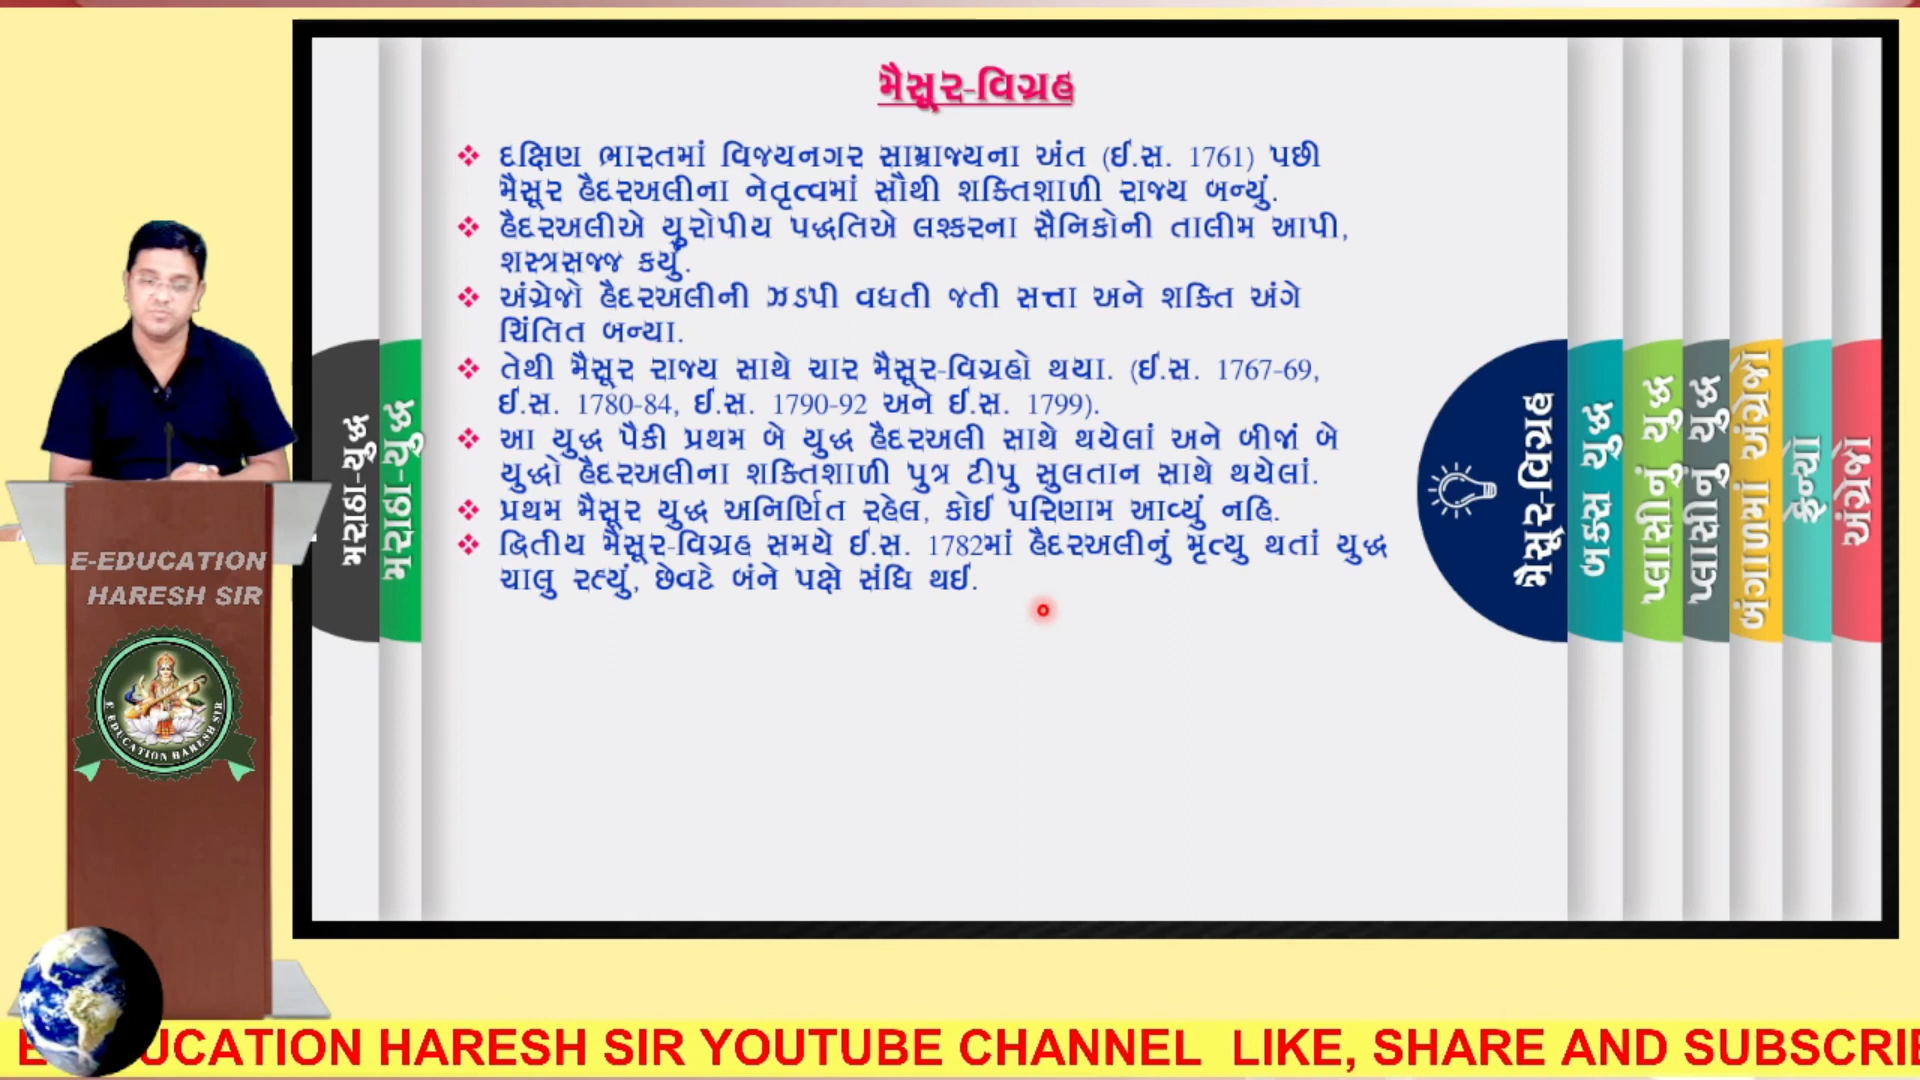 મૈસૂર-વિગ્રહ
❖ દક્ષિણ ભારતમાં વિજયનગર સામ્રાજ્યના અંત (ઈ.સ. 1761) પછી
મૈસૂર હૈદરઅલીના નેતૃત્વમાં સૌથી શક્તિશાળી રાજ્ય બન્યું.
❖ હૈદરઅલીએ યુરોપીય પદ્ધતિએ લશ્કરના સૈનિકોની તાલીમ આપી,
શસ્ત્રસજ્જ કર્યું.
❖ અંગ્રેજો હૈદરઅલીની ઝડપી વધતી જતી સત્તા અને શક્તિ અંગે
ચિંતિત બન્યા.
❖ તેથી મૈસૂર રાજ્ય સાથે ચાર મૈસૂર-વિગ્રહો થયા. (ઈ.સ. 1767-69,
ઈ.સ. 1780-84, ઈ.સ. 1790-92 અને ઈ.સ. 1799).
❖ આ યુદ્ધ પૈકી પ્રથમ બે યુદ્ધ હૈદરઅલી સાથે થયેલાં અને બીજાં બે
યુદ્ધો હૈદરઅલીના શક્તિશાળી પુત્ર ટીપુ સુલતાન સાથે થયેલાં.
❖ પ્રથમ મૈસૂર યુદ્ધ અનિર્ણિત રહેલ, કોઈ પરિણામ આવ્યું નહિ.
❖ દ્વિતીય મૈસૂર-વિગ્રહ સમયે ઈ.સ. 1782માં હૈદરઅલીનું મૃત્યુ થતાં યુદ્ધ
ચાલુ રહ્યું, છેવટે બંને પક્ષે સંધિ થઈ.
મરાઠા-યુદ્ધ
મરાઠા-યુદ્ધ
મૈસૂર-વિગ્રહ
બક્સ યુદ્ધ
પ્લાસીનું યુદ્ધ
પ્લાસીનું યુદ્ધ
બંગાળમાં અંગ્રેજો
ફ્રેન્ચો
અંગ્રેજો
E-EDUCATION
HARESH SIR
E EDUCATION HARESH SIR
UCATION HARESH SIR YOUTUBE CHANNEL LIKE, SHARE AND SUBSCRIB